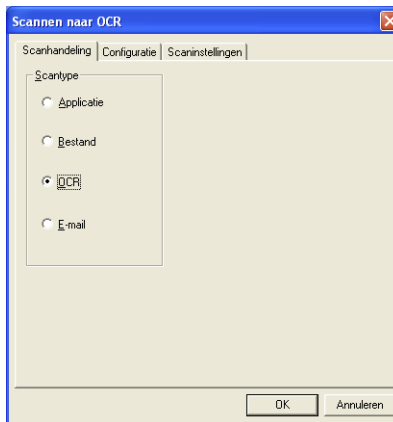 Scannen naar OCR
Scanhandeling Configuratie Scaninstellingen
Scantype
Applicatie
Bestand
OCR
E-mail
OK Annuleren